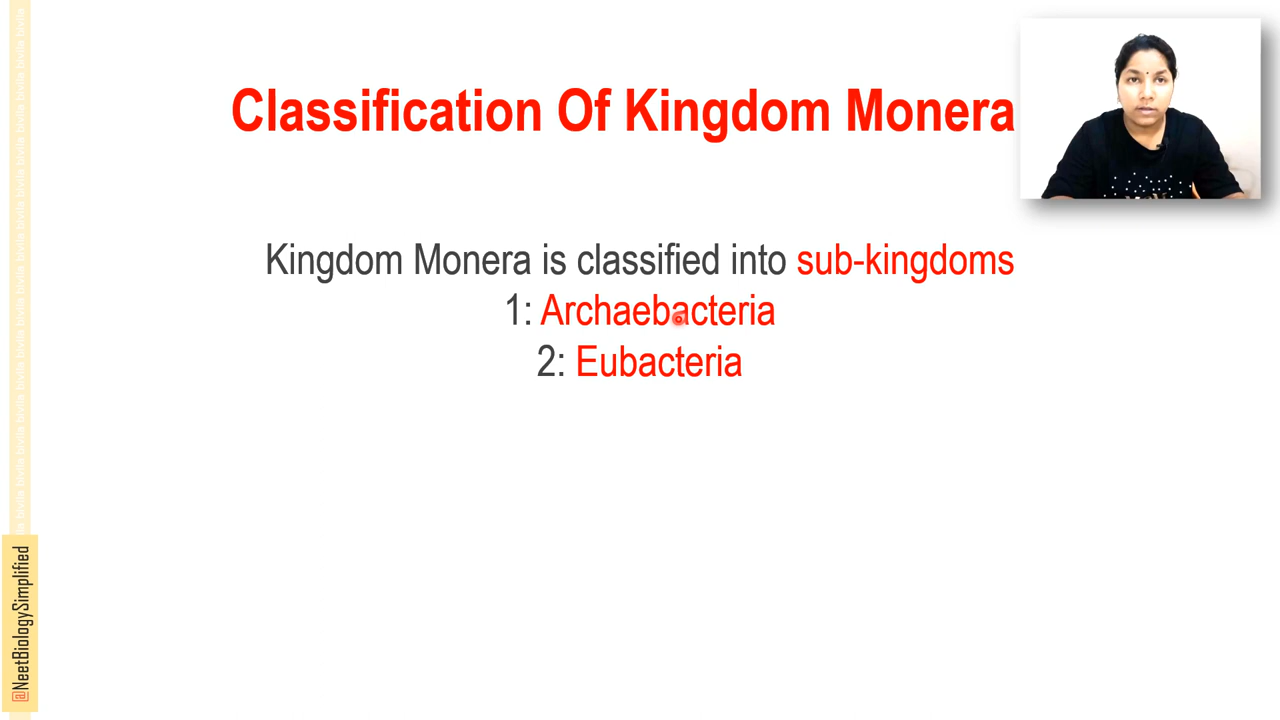 Classification Of Kingdom Monera
Kingdom Monera is classified into sub-kingdoms
1: Archaebacteria
2: Eubacteria
@NeetBiologySimplified